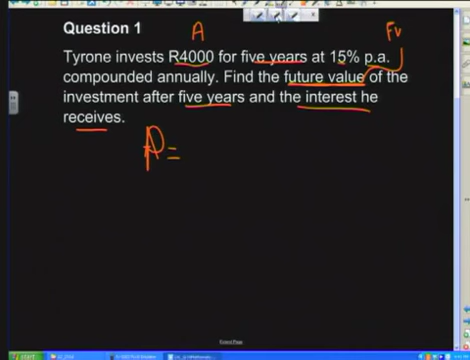 Question 1
A
Fv
Tyrone invests R4000 for five years at 15% p.a.
compounded annually. Find the future value of the
investment after five years and the interest he
receives.
A =
start